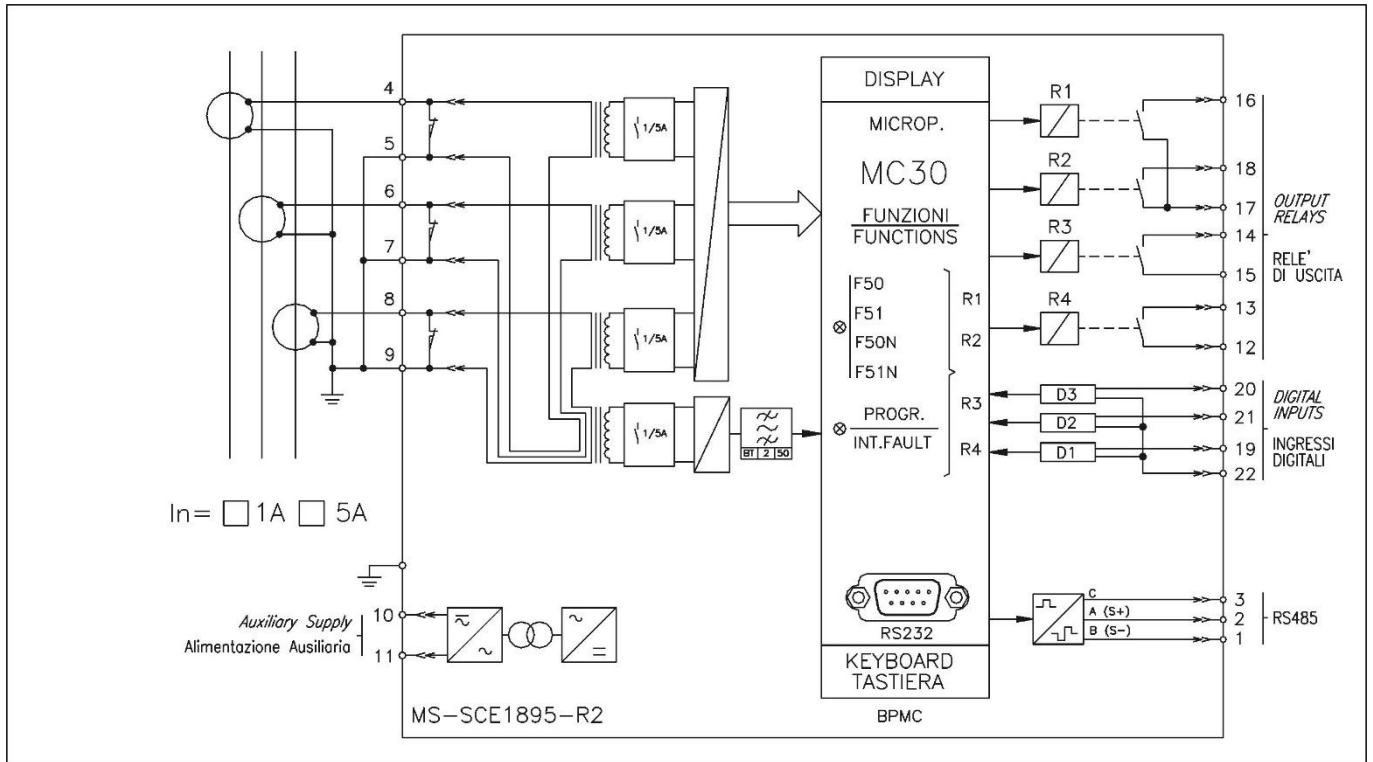 4
5
6
7
8
9
1/5A
1/5A
1/5A
1/5A
BT 2 50
In= 1A 5A
Auxiliary Supply
Alimentazione Ausiliaria
10
11
MS-SCE1895-R2
DISPLAY
MICROP.
MC30
FUNZIONI
FUNCTIONS
F50
F51
F50N
F51N
PROGR.
INT.FAULT
R1
R2
R3
R4
RS232
KEYBOARD
TASTIERA
BPMC
R1
R2
R3
R4
D3
D2
D1
16
18
17
14
15
13
12
OUTPUT
RELAYS
RELE'
DI USCITA
20
21
19
22
DIGITAL
INPUTS
INGRESSI
DIGITALI
C
A (S+)
B (S-)
3
2
1
RS485